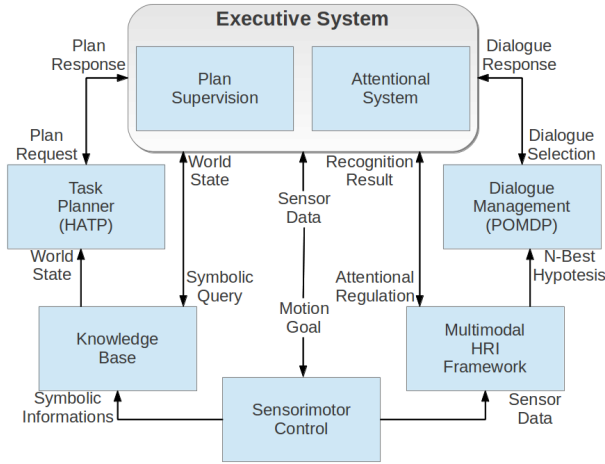 Executive System
Plan
Response
Plan
Supervision
Attentional
System
Dialogue
Response
Plan
Request
World
State
Recognition
Result
Dialogue
Selection
Task
Planner
(HATP)
Sensor
Data
Dialogue
Management
(POMDP)
World
State
N-Best
Hypotesis
Symbolic
Query
Attentional
Regulation
Motion
Goal
Knowledge
Base
Multimodal
HRI
Framework
Symbolic
Informations
Sensorimotor
Control
Sensor
Data